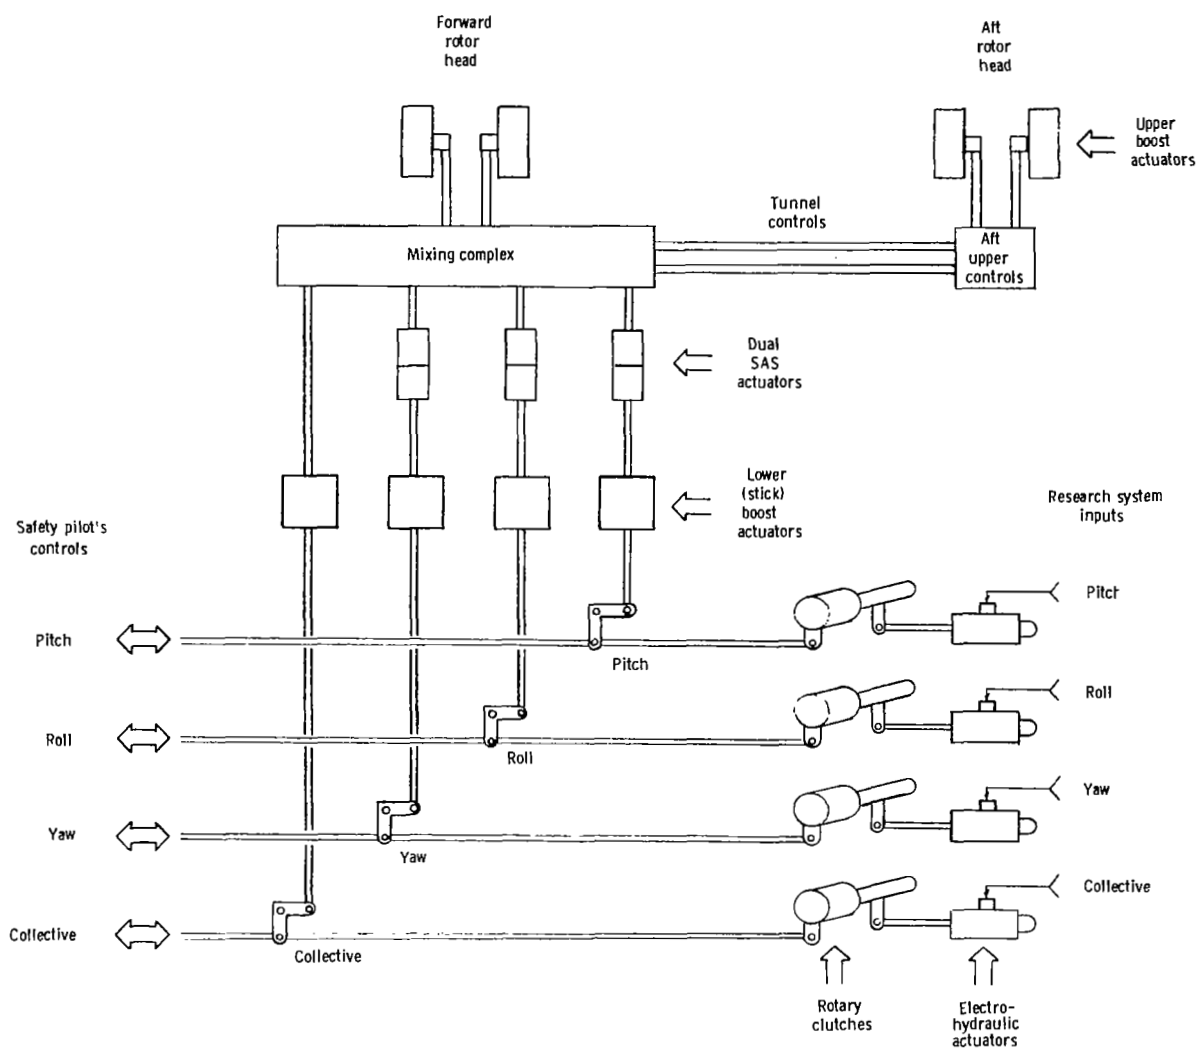 Forward
rotor
head
Aft
rotor
head
Upper
boost
actuators
Tunnel
controls
Mixing complex
Aft
upper
controls
Dual
SAS
actuators
Lower
(stick)
boost
actuators
Research system
inputs
Safety pilot's
controls
Pitch
Pitch
Pitch
Roll
Roll
Roll
Yaw
Yaw
Yaw
Collective
Collective
Collective
Rotary
clutches
Electro-
hydraulic
actuators